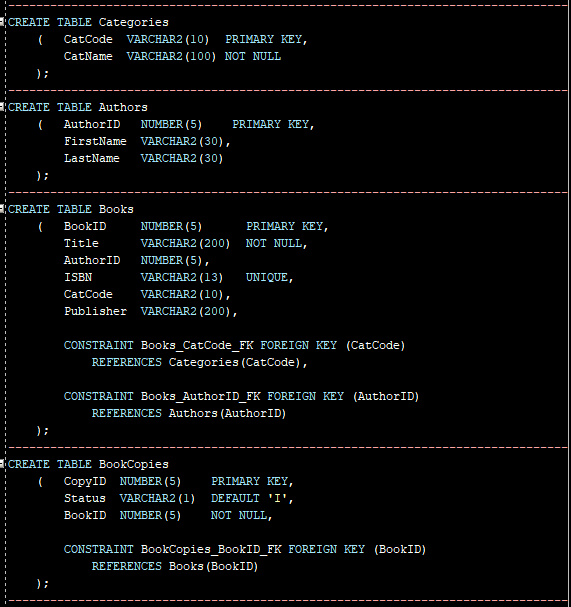 CREATE TABLE Categories
( CatCode VARCHAR2(10) PRIMARY KEY,
CatName VARCHAR2(100) NOT NULL
);
CREATE TABLE Authors
( AuthorID NUMBER(5) PRIMARY KEY,
FirstName VARCHAR2(30),
LastName VARCHAR2(30)
);
CREATE TABLE Books
( BookID NUMBER(5) PRIMARY KEY,
Title VARCHAR2(200) NOT NULL,
AuthorID NUMBER(5),
ISBN VARCHAR2(13) UNIQUE,
CatCode VARCHAR2(10),
Publisher VARCHAR2(200),
CONSTRAINT Books_CatCode_FK FOREIGN KEY (CatCode)
REFERENCES Categories(CatCode),
CONSTRAINT Books_AuthorID_FK FOREIGN KEY (AuthorID)
REFERENCES Authors(AuthorID)
);
CREATE TABLE BookCopies
( CopyID NUMBER(5) PRIMARY KEY,
Status VARCHAR2(1) DEFAULT 'I',
BookID NUMBER(5) NOT NULL,
CONSTRAINT BookCopies_BookID_FK FOREIGN KEY (BookID)
REFERENCES Books(BookID)
);